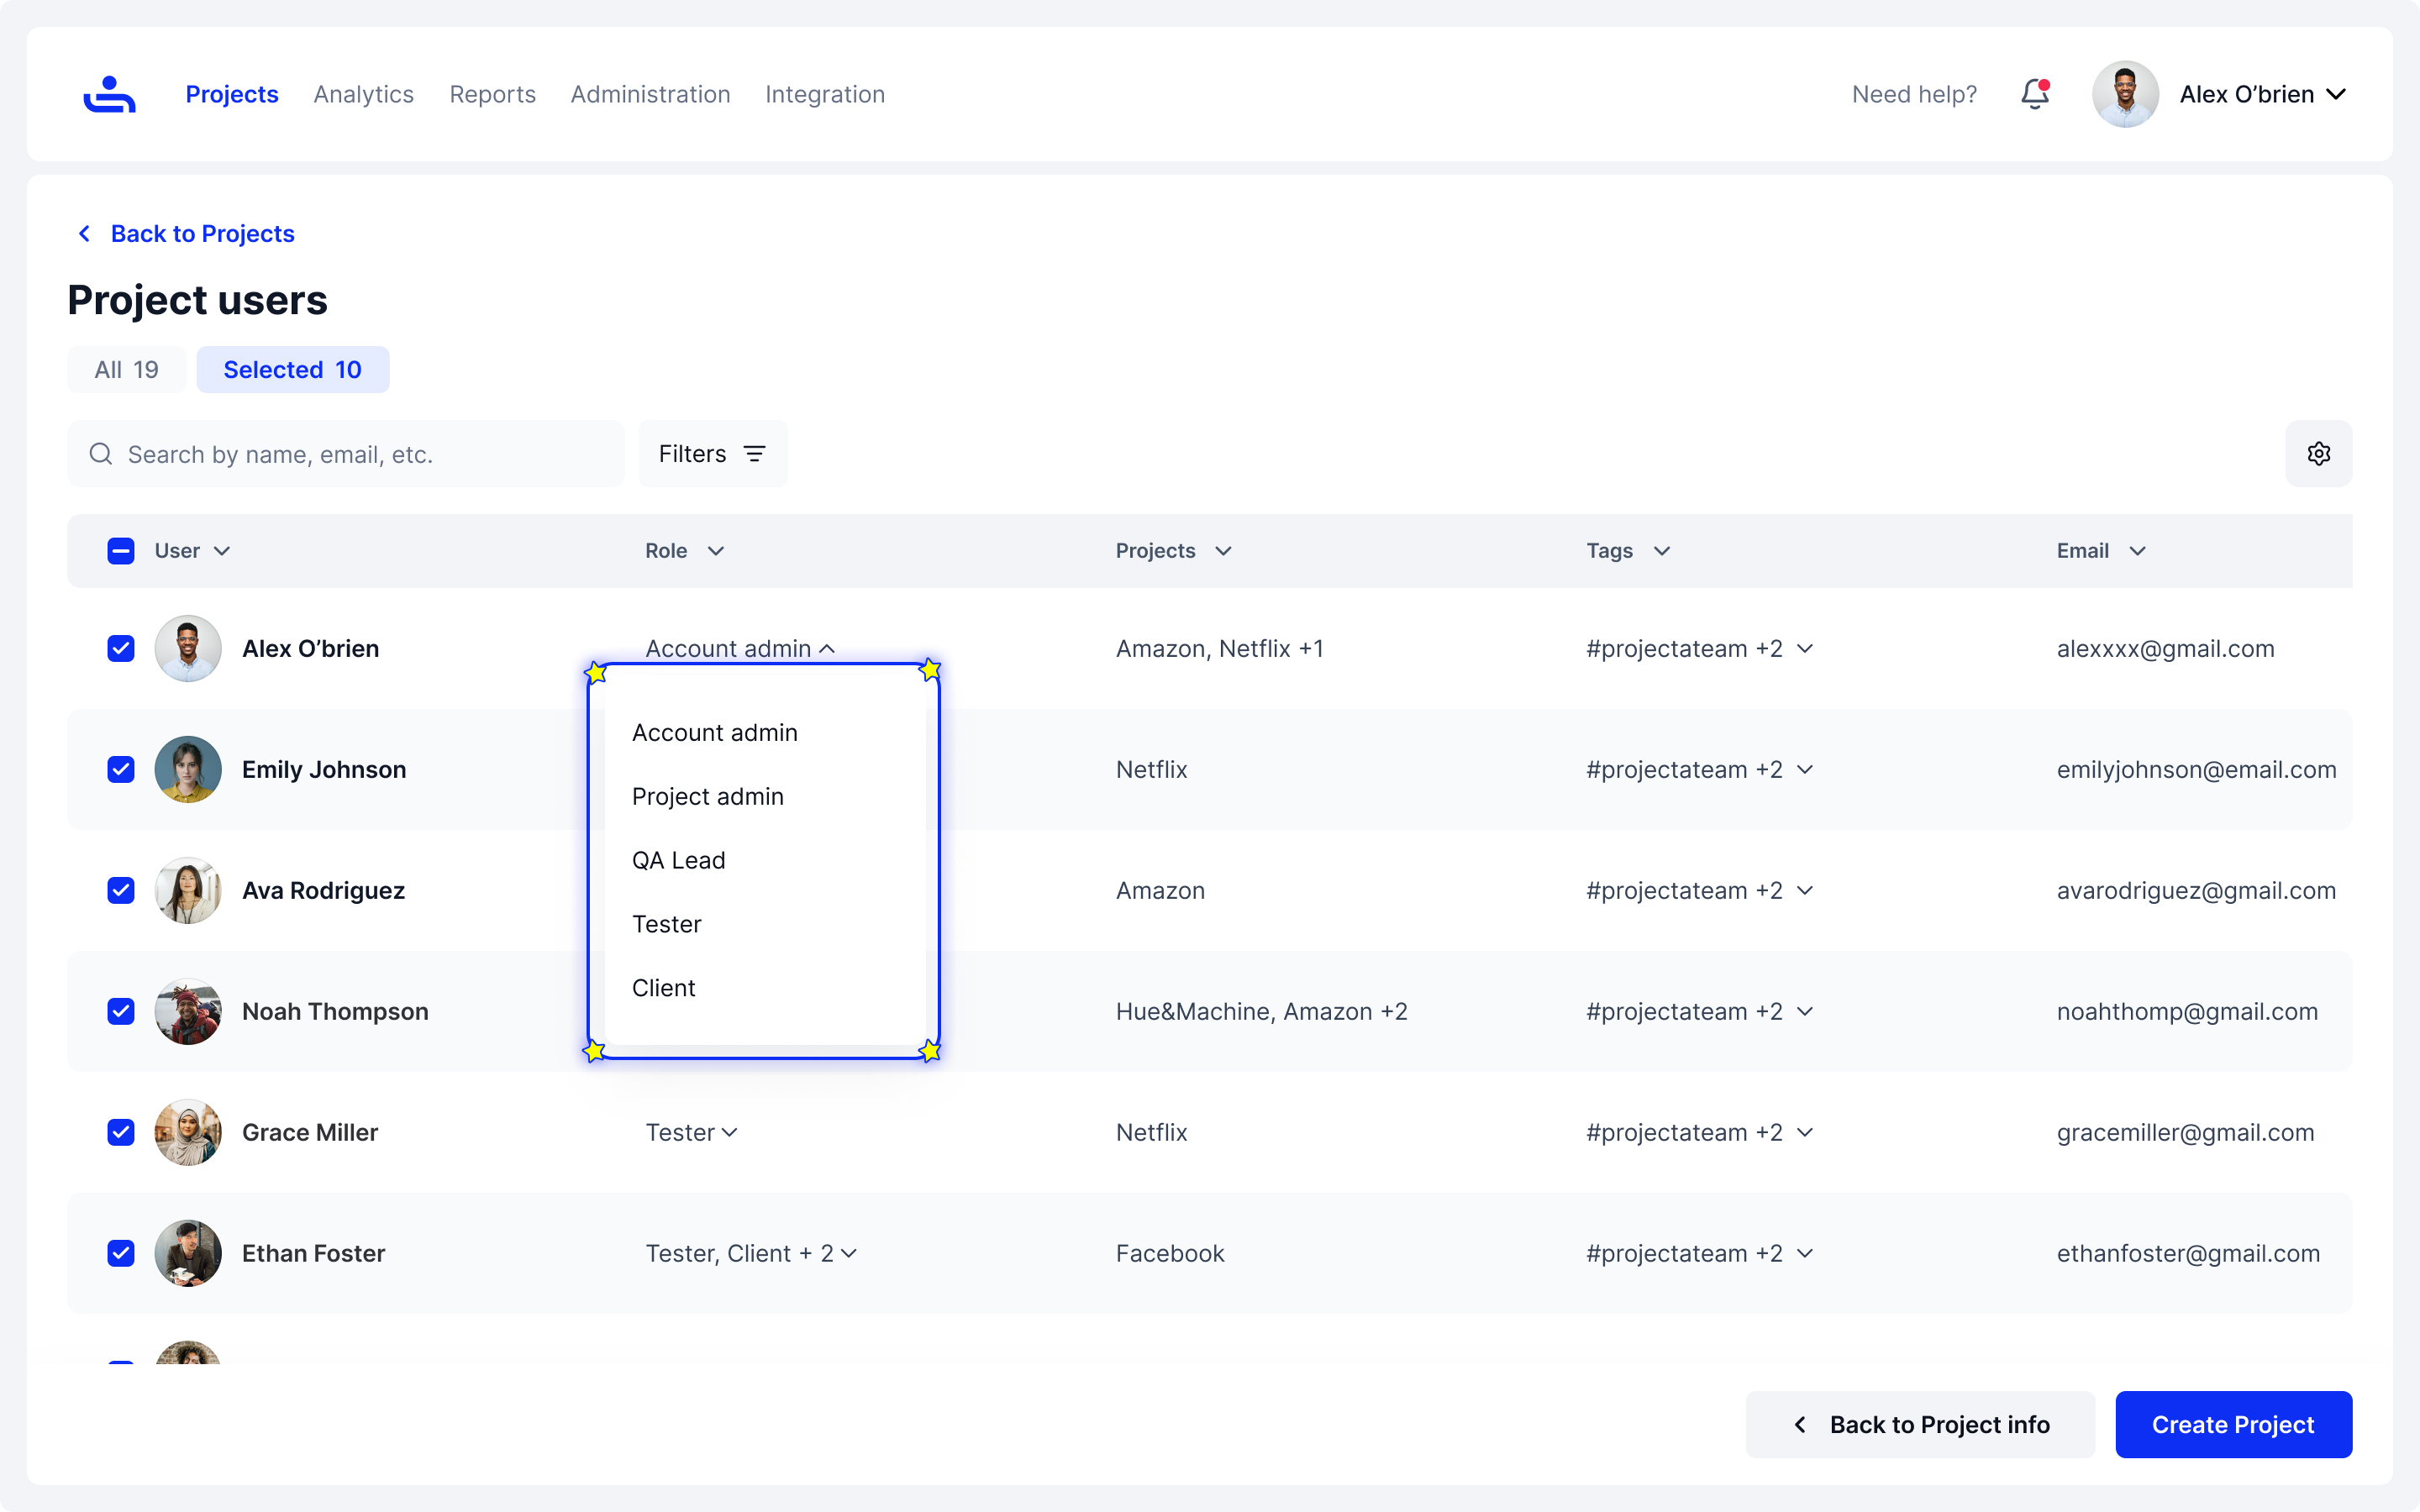 Projects Analytics Reports Administration Integration Need help? Alex O’brien
Back to Projects
Project users
All 19 Selected 10
Search by name, email, etc. Filters
User Role Projects Tags Email
Alex O’brien Account admin Amazon, Netflix +1 #projectateam +2 alexxxx@gmail.com
Account admin
Emily Johnson Netflix #projectateam +2 emilyjohnson@email.com
Project admin
QA Lead
Ava Rodriguez Amazon #projectateam +2 avarodriguez@gmail.com
Tester
Client
Noah Thompson Hue&Machine, Amazon +2 #projectateam +2 noahthomp@gmail.com
Grace Miller Tester Netflix #projectateam +2 gracemiller@gmail.com
Ethan Foster Tester, Client + 2 Facebook #projectateam +2 ethanfoster@gmail.com
Back to Project info Create Project